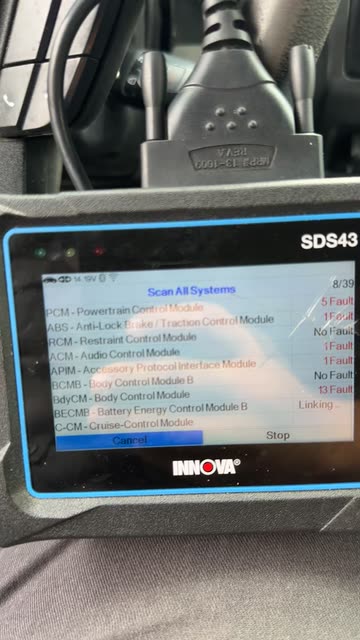 REV.A
SDS43
14.19V
Scan All Systems 8/39
PCM - Powertrain Control Module 5 Fault
ABS - Anti-Lock Brake / Traction Control Module 1 Fault
RCM - Restraint Control Module No Fault
ACM - Audio Control Module 1 Fault
APIM - Accessory Protocol Interface Module 1 Fault
BCMB - Body Control Module B No Fault
BdyCM - Body Control Module 13 Fault
BECMB - Battery Energy Control Module B Linking...
C-CM - Cruise-Control Module
Cancel Stop
INNOVA®